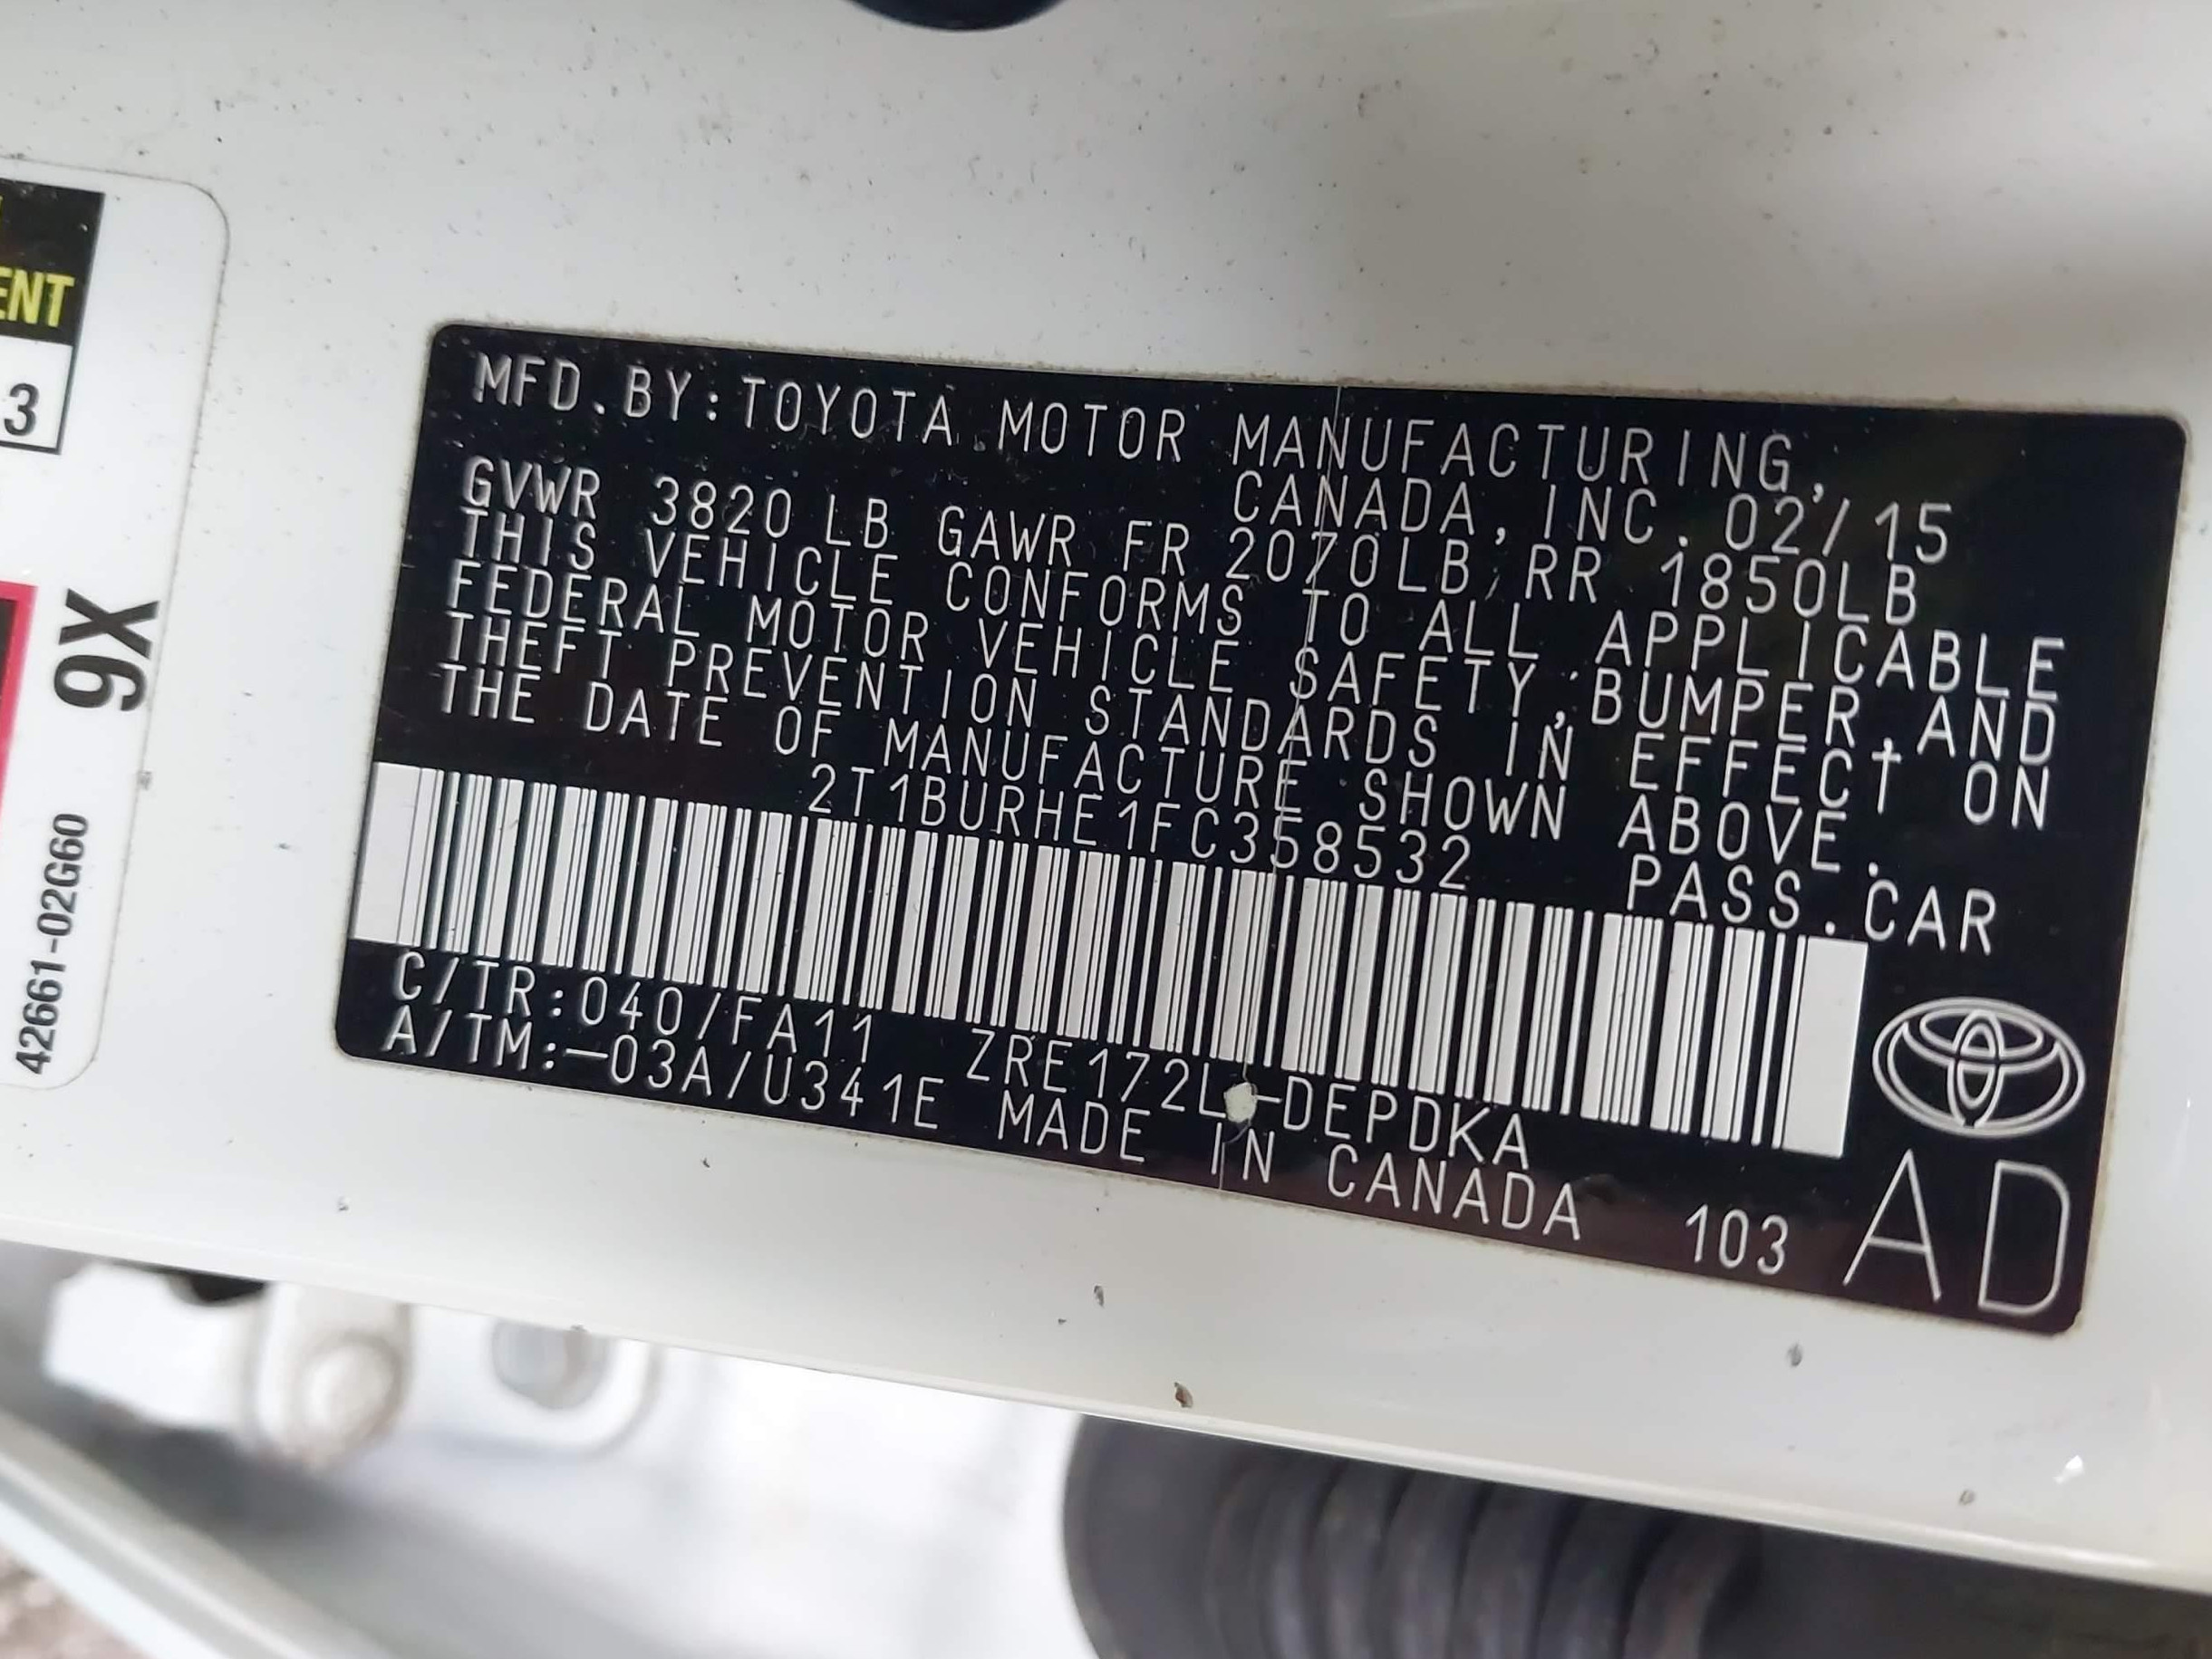 ENT
3
9X
42661-02G60
MFD.BY:TOYOTA MOTOR MANUFACTURING,
CANADA,INC. 02/15
GVWR 3820 LB GAWR FR 2070LB,RR 1850LB
THIS VEHICLE CONFORMS TO ALL APPLICABLE
FEDERAL MOTOR VEHICLE SAFETY,BUMPER,AND
THEFT PREVENTION STANDARDS IN EFFECT ON
THE DATE OF MANUFACTURE SHOWN ABOVE.
2T1BURHE1FC358532 PASS.CAR
C/TR:040/FA11 ZRE172L-DEPDKA
A/TM:-03A/U341E MADE IN CANADA 103
AD